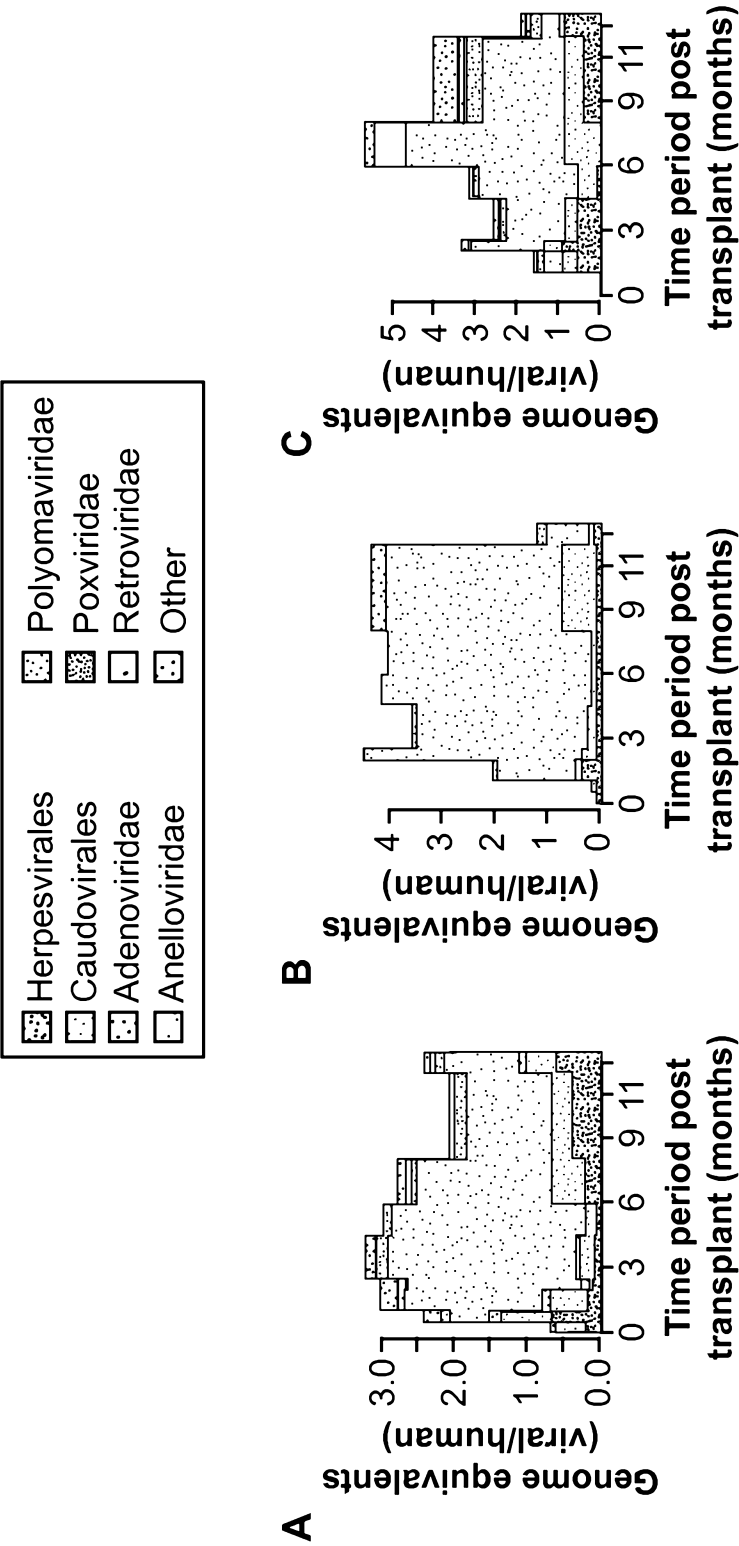 Herpesvirales
Caudovirales
Adenoviridae
Anelloviridae
Polyomaviridae
Poxviridae
Retroviridae
Other
A
Genome equivalents
(viral/human)
3.0
2.0
1.0
0.0
0 3 6 9 11
Time period post
transplant (months)
B
Genome equivalents
(viral/human)
4
3
2
1
0
0 3 6 9 11
Time period post
transplant (months)
C
Genome equivalents
(viral/human)
5
4
3
2
1
0
0 3 6 9 11
Time period post
transplant (months)